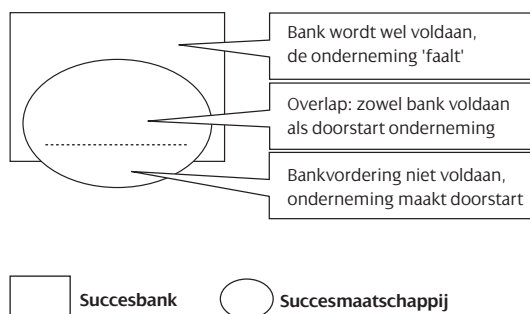 Bank wordt wel voldaan,
de onderneming 'faalt'
Overlap: zowel bank voldaan
als doorstart onderneming
Bankvordering niet voldaan,
onderneming maakt doorstart
Succesbank
Succesmaatschappij